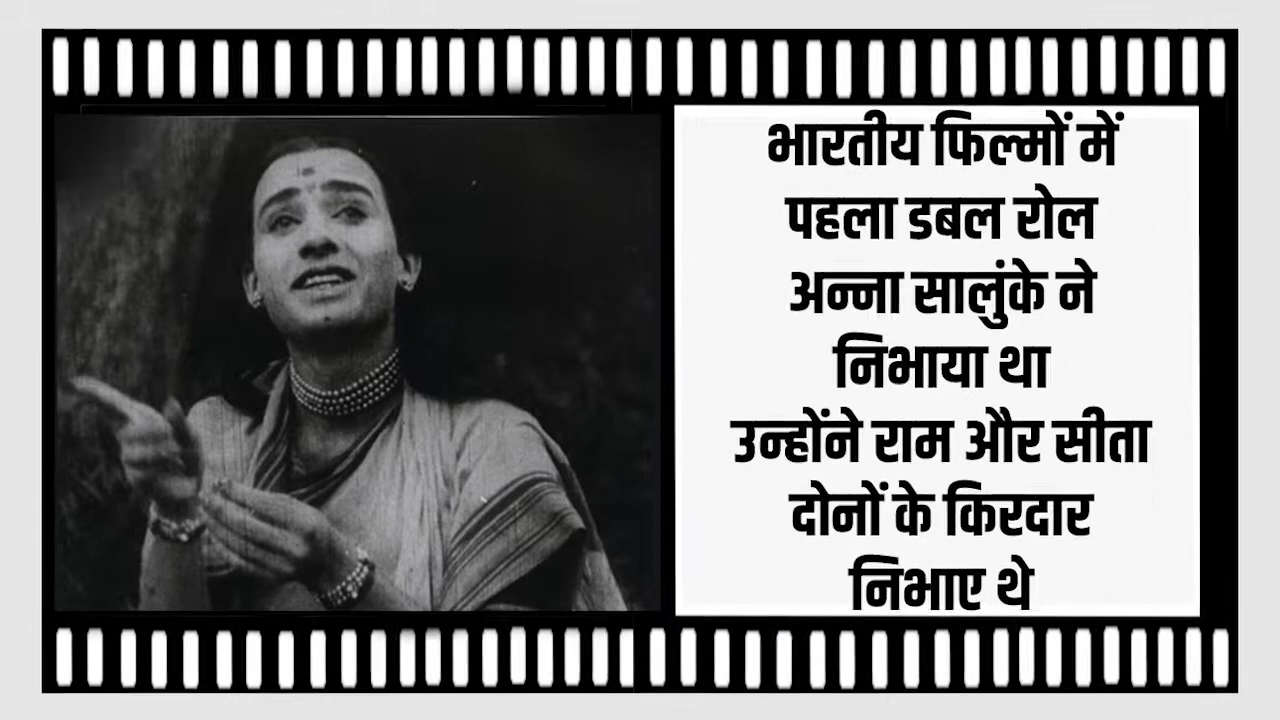 भारतीय फिल्मों में
पहला डबल रोल
अन्ना सालुंके ने
निभाया था
उन्होंने राम और सीता
दोनों के किरदार
निभाए थे